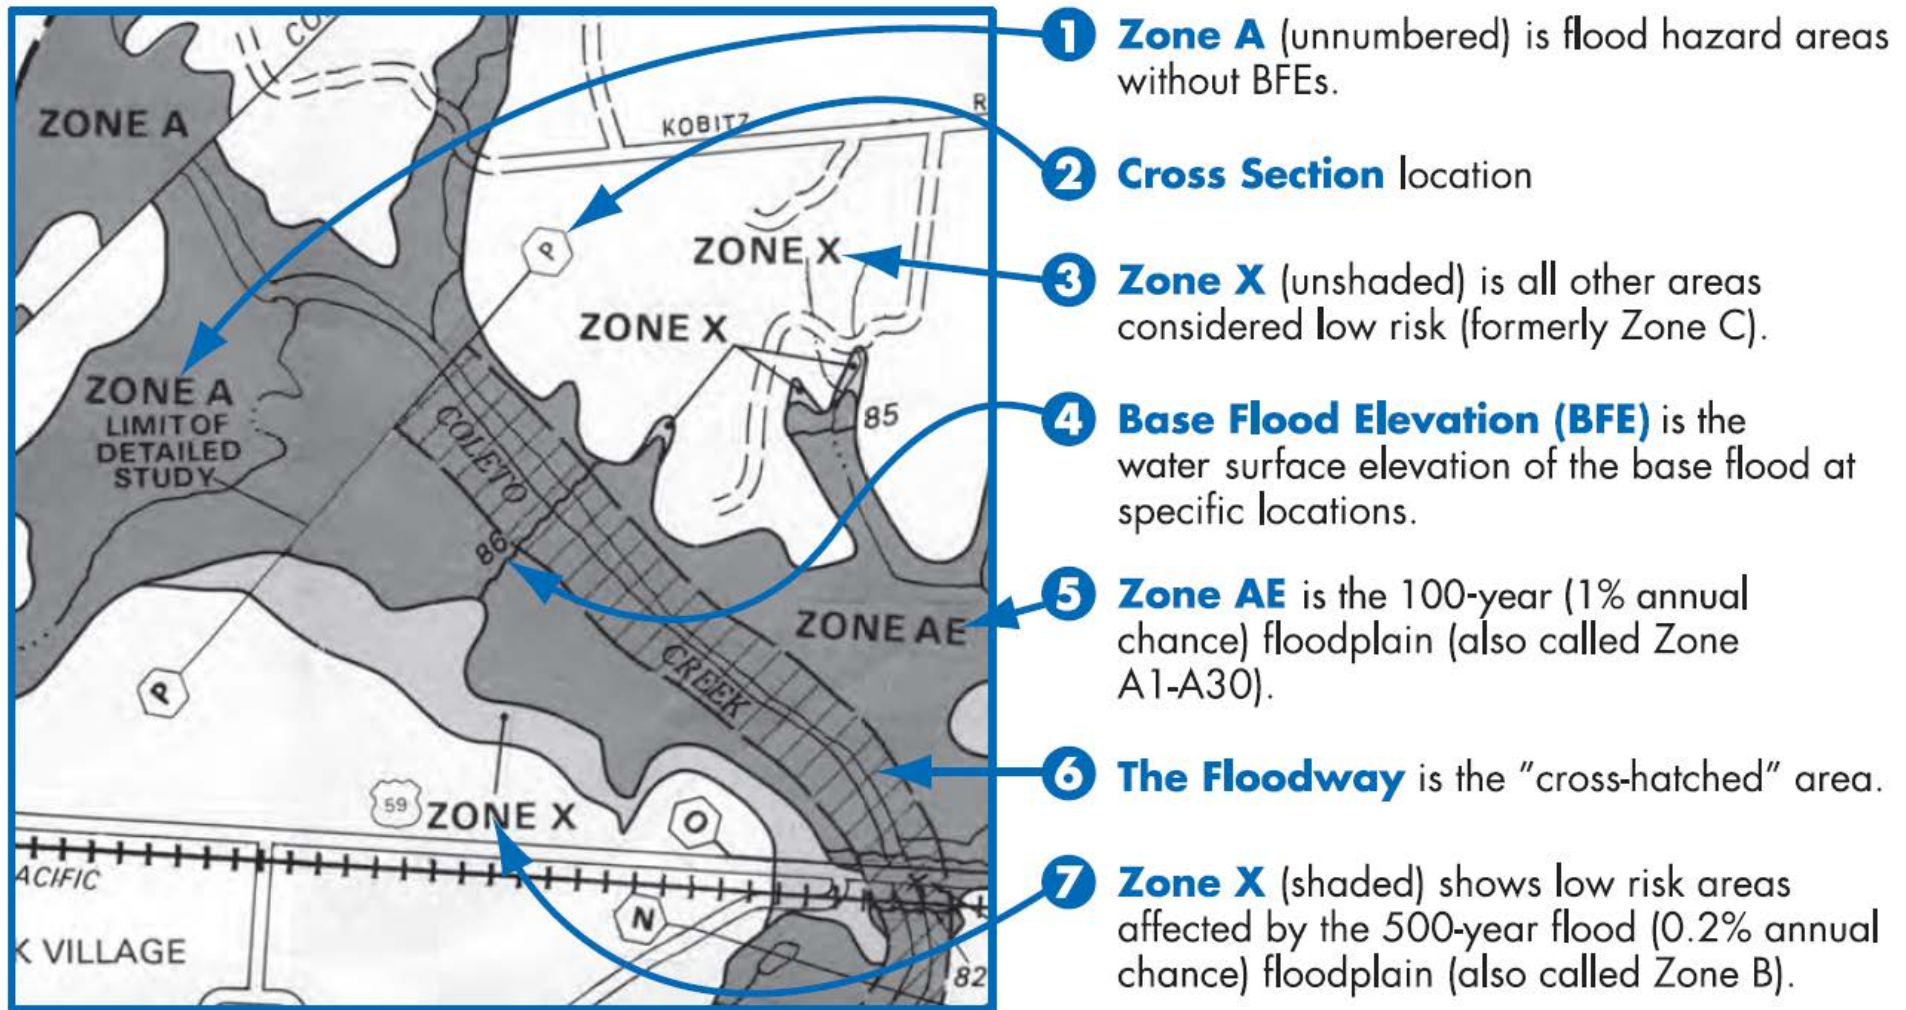 CO
ZONE A
KOBITZ
R
P
ZONE X
ZONE X
ZONE A
LIMIT OF
DETAILED
STUDY
COLETO
85
86
ZONE AE
CREEK
P
59
ZONE X
O
ACIFIC
N
K VILLAGE
82
1 Zone A (unnumbered) is flood hazard areas
without BFEs.
2 Cross Section location
3 Zone X (unshaded) is all other areas
considered low risk (formerly Zone C).
4 Base Flood Elevation (BFE) is the
water surface elevation of the base flood at
specific locations.
5 Zone AE is the 100-year (1% annual
chance) floodplain (also called Zone
A1-A30).
6 The Floodway is the "cross-hatched" area.
7 Zone X (shaded) shows low risk areas
affected by the 500-year flood (0.2% annual
chance) floodplain (also called Zone B).